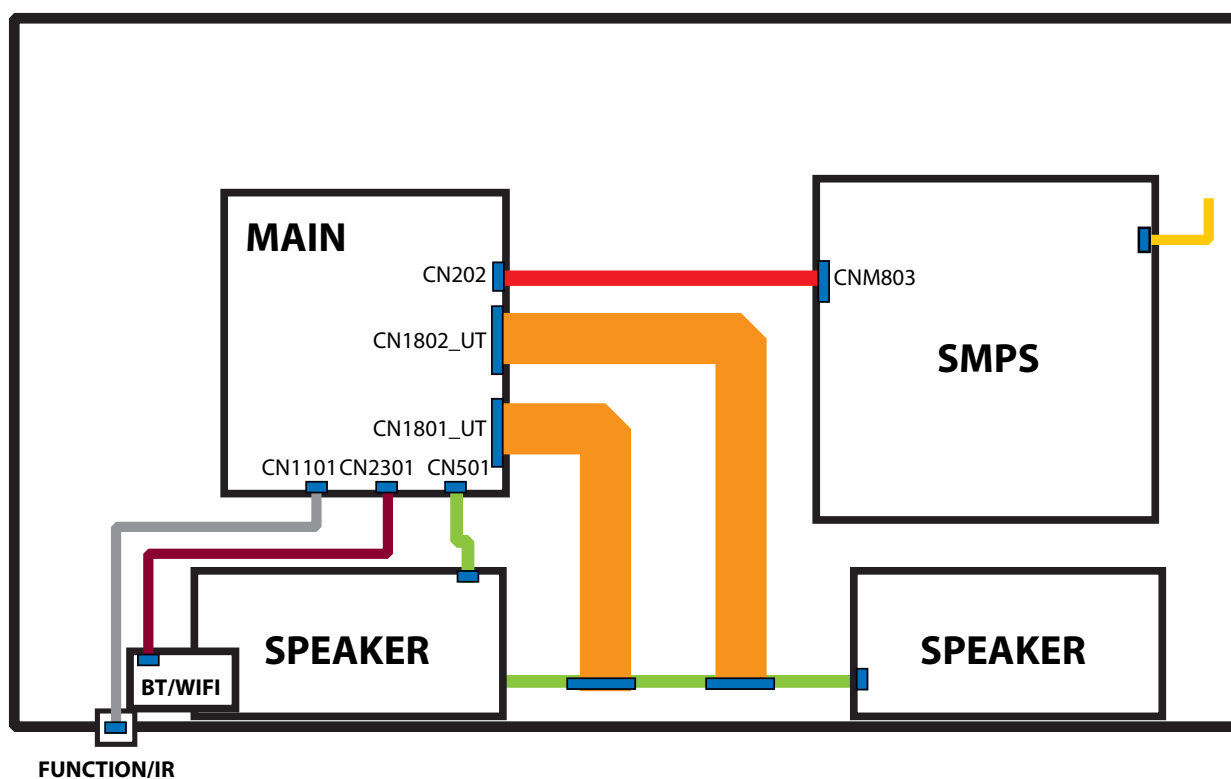 MAIN
CN202
CNM803
CN1802_UT
SMPS
CN1801_UT
CN1101 CN2301 CN501
SPEAKER
SPEAKER
BT/WIFI
FUNCTION/IR